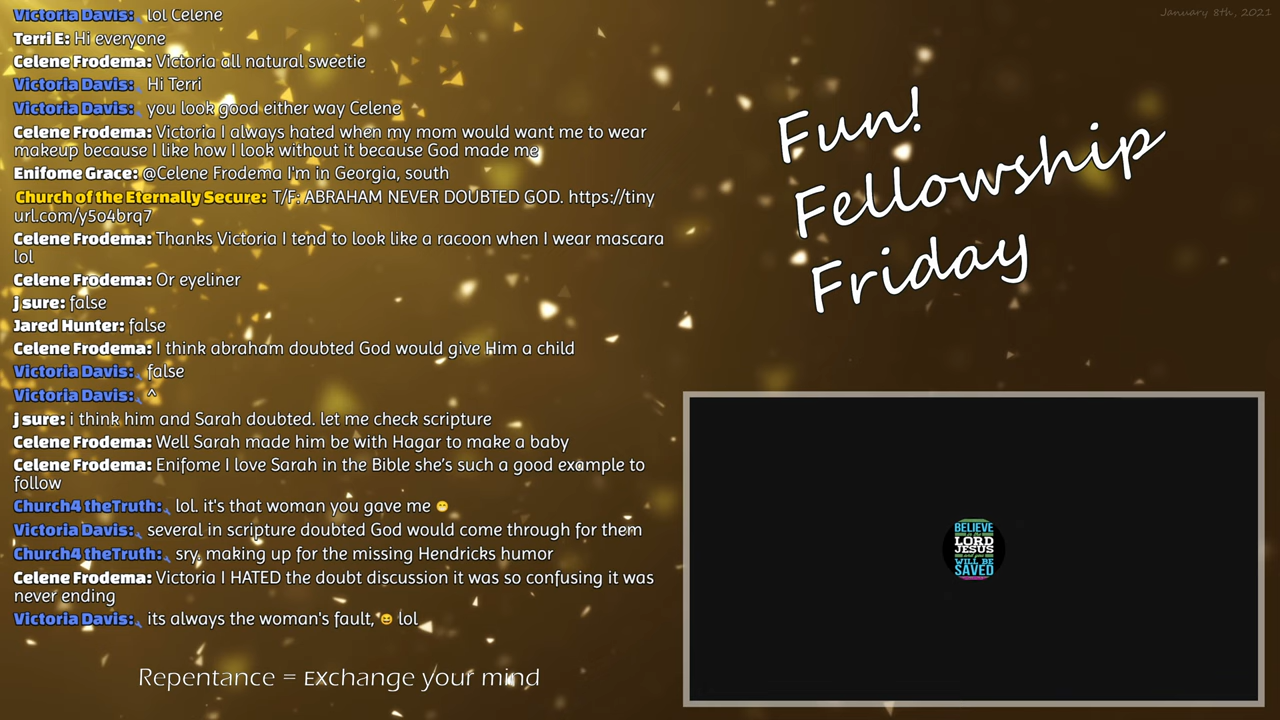 Victoria Davis: lol Celene
Terri E: Hi everyone
Celene Frodema: Victoria all natural sweetie
Victoria Davis: Hi Terri
Victoria Davis: you look good either way Celene
Celene Frodema: Victoria I always hated when my mom would want me to wear
makeup because I like how I look without it because God made me
Enifome Grace: @Celene Frodema I'm in Georgia, south
Church of the Eternally Secure: T/F: ABRAHAM NEVER DOUBTED GOD. https://tiny
url.com/y5o4brq7
Celene Frodema: Thanks Victoria I tend to look like a racoon when I wear mascara
lol
Celene Frodema: Or eyeliner
j sure: false
Jared Hunter: false
Celene Frodema: I think abraham doubted God would give Him a child
Victoria Davis: false
Victoria Davis: ^
j sure: i think him and Sarah doubted. let me check scripture
Celene Frodema: Well Sarah made him be with Hagar to make a baby
Celene Frodema: Enifome I love Sarah in the Bible she's such a good example to
follow
Church4 theTruth: lol. it's that woman you gave me 😁
Victoria Davis: several in scripture doubted God would come through for them
Church4 theTruth: sry, making up for the missing Hendricks humor
Celene Frodema: Victoria I HATED the doubt discussion it was so confusing it was
never ending
Victoria Davis: its always the woman's fault, 😆 lol
Repentance = EXchange your mind
January 8th, 2021
Fun!
Fellowship
Friday
BELIEVE
in the
LORD
JESUS
and you
WILL BE
SAVED